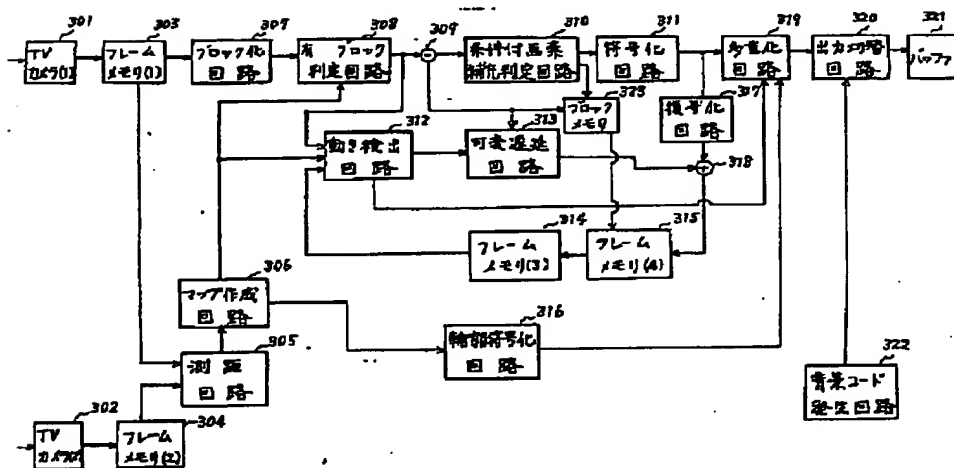 301
TV
カメラ(1)
303
フレーム
メモリ(1)
307
ブロック化
回路
308
有 ブロック
判定回路
309
310
条件付画素
補充判定回路
311
符号化
回路
319
多重化
回路
320
出力回路
321
バッファ
312
動き検出
回路
313
可変遅延
回路
323
ブロック
メモリ
317
復号化
回路
318
314
フレーム
メモリ(3)
315
フレーム
メモリ(4)
306
マップ作成
回路
305
測距
回路
316
輪郭符号化
回路
322
背景コード
発生回路
302
TV
カメラ(2)
304
フレーム
メモリ(2)